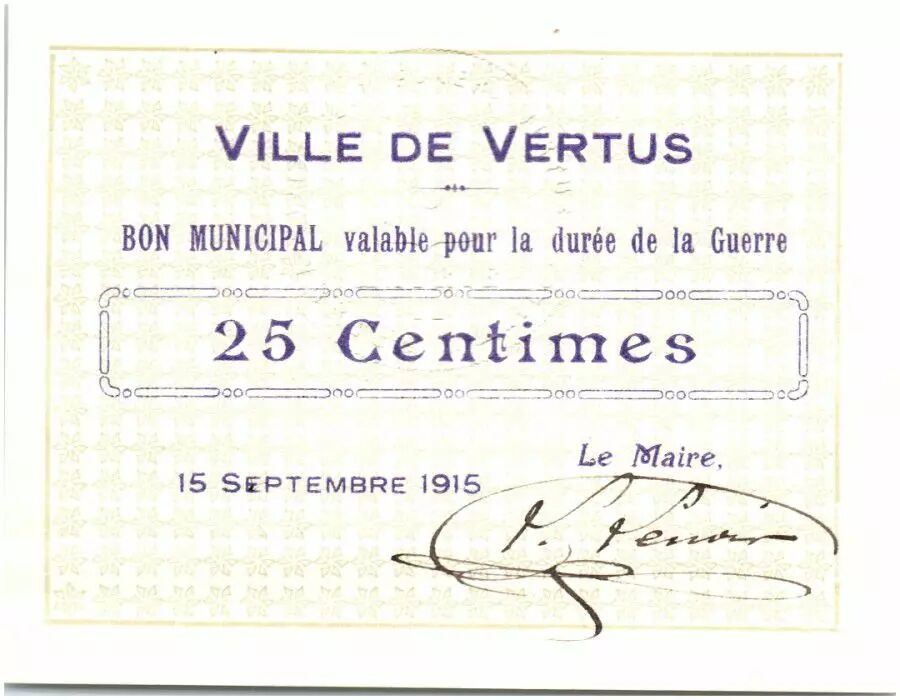 VILLE DE VERTUS
BON MUNICIPAL valable pour la durée de la Guerre
25 Centimes
Le Maire,
15 SEPTEMBRE 1915